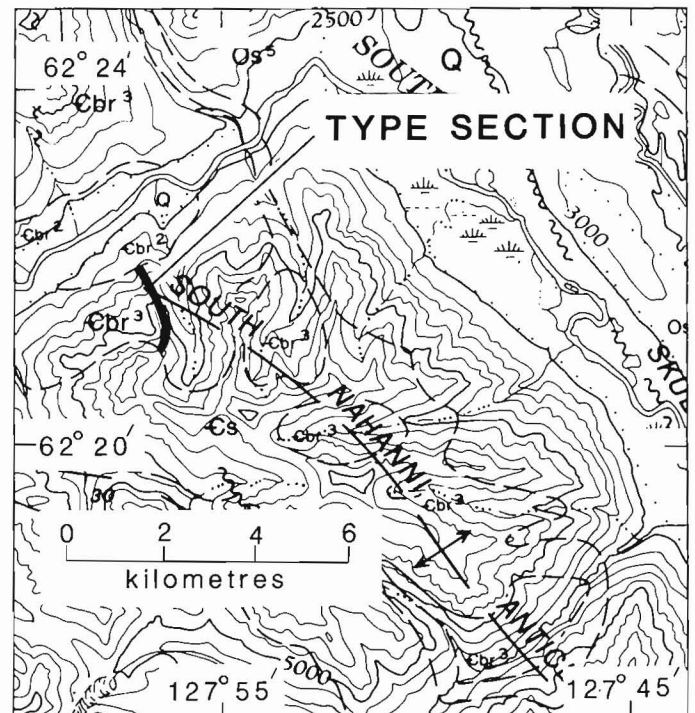 2500
SOUTH
Q
62° 24′
Os⁵
Cbr³
TYPE SECTION
Q
Cbr²
Cbr²
3000
SOUTH
Cbr³
Cbr³
Os
SKU
NAHANNI
62° 20′
Cs
Cbr³
30
Cbr³
0 2 4 6
kilometres
ANTIC
Cbr³
5000
127° 55′
127° 45′